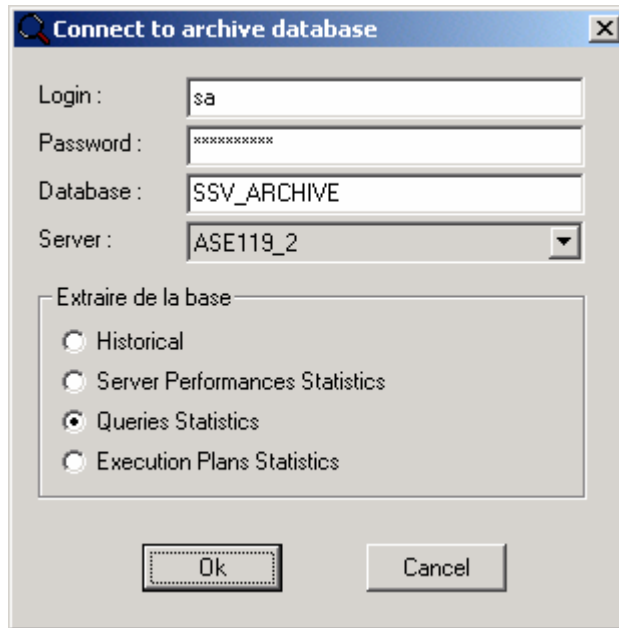 Connect to archive database
Login : sa
Password : **********
Database : SSV_ARCHIVE
Server : ASE119_2
Extraire de la base
Historical
Server Performances Statistics
Queries Statistics
Execution Plans Statistics
Ok Cancel